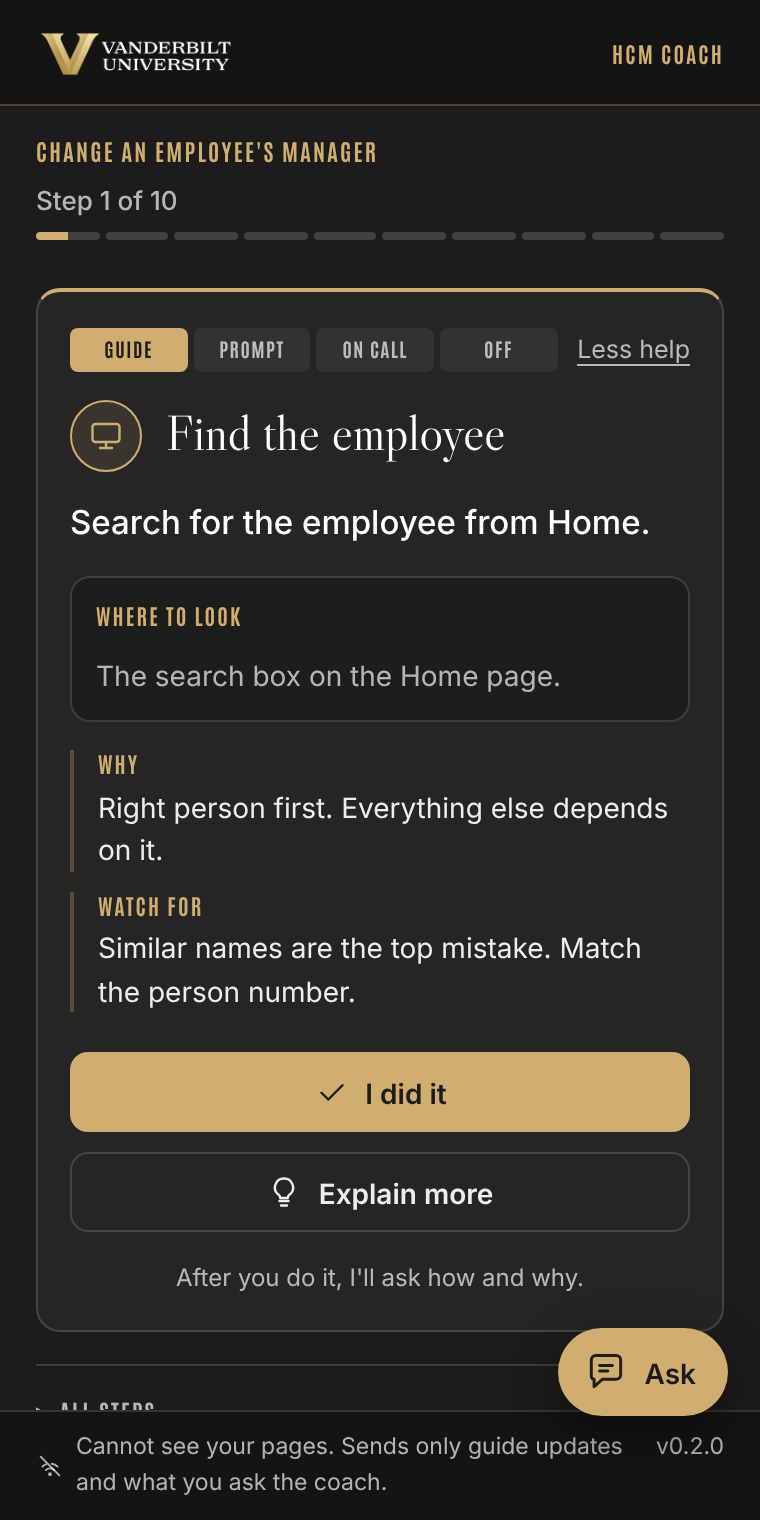 VANDERBILT
UNIVERSITY
HCM COACH
CHANGE AN EMPLOYEE'S MANAGER
Step 1 of 10
GUIDE PROMPT ON CALL OFF Less help
Find the employee
Search for the employee from Home.
WHERE TO LOOK
The search box on the Home page.
WHY
Right person first. Everything else depends
on it.
WATCH FOR
Similar names are the top mistake. Match
the person number.
I did it
Explain more
After you do it, I'll ask how and why.
Ask
ALL STEPS
Cannot see your pages. Sends only guide updates v0.2.0
and what you ask the coach.